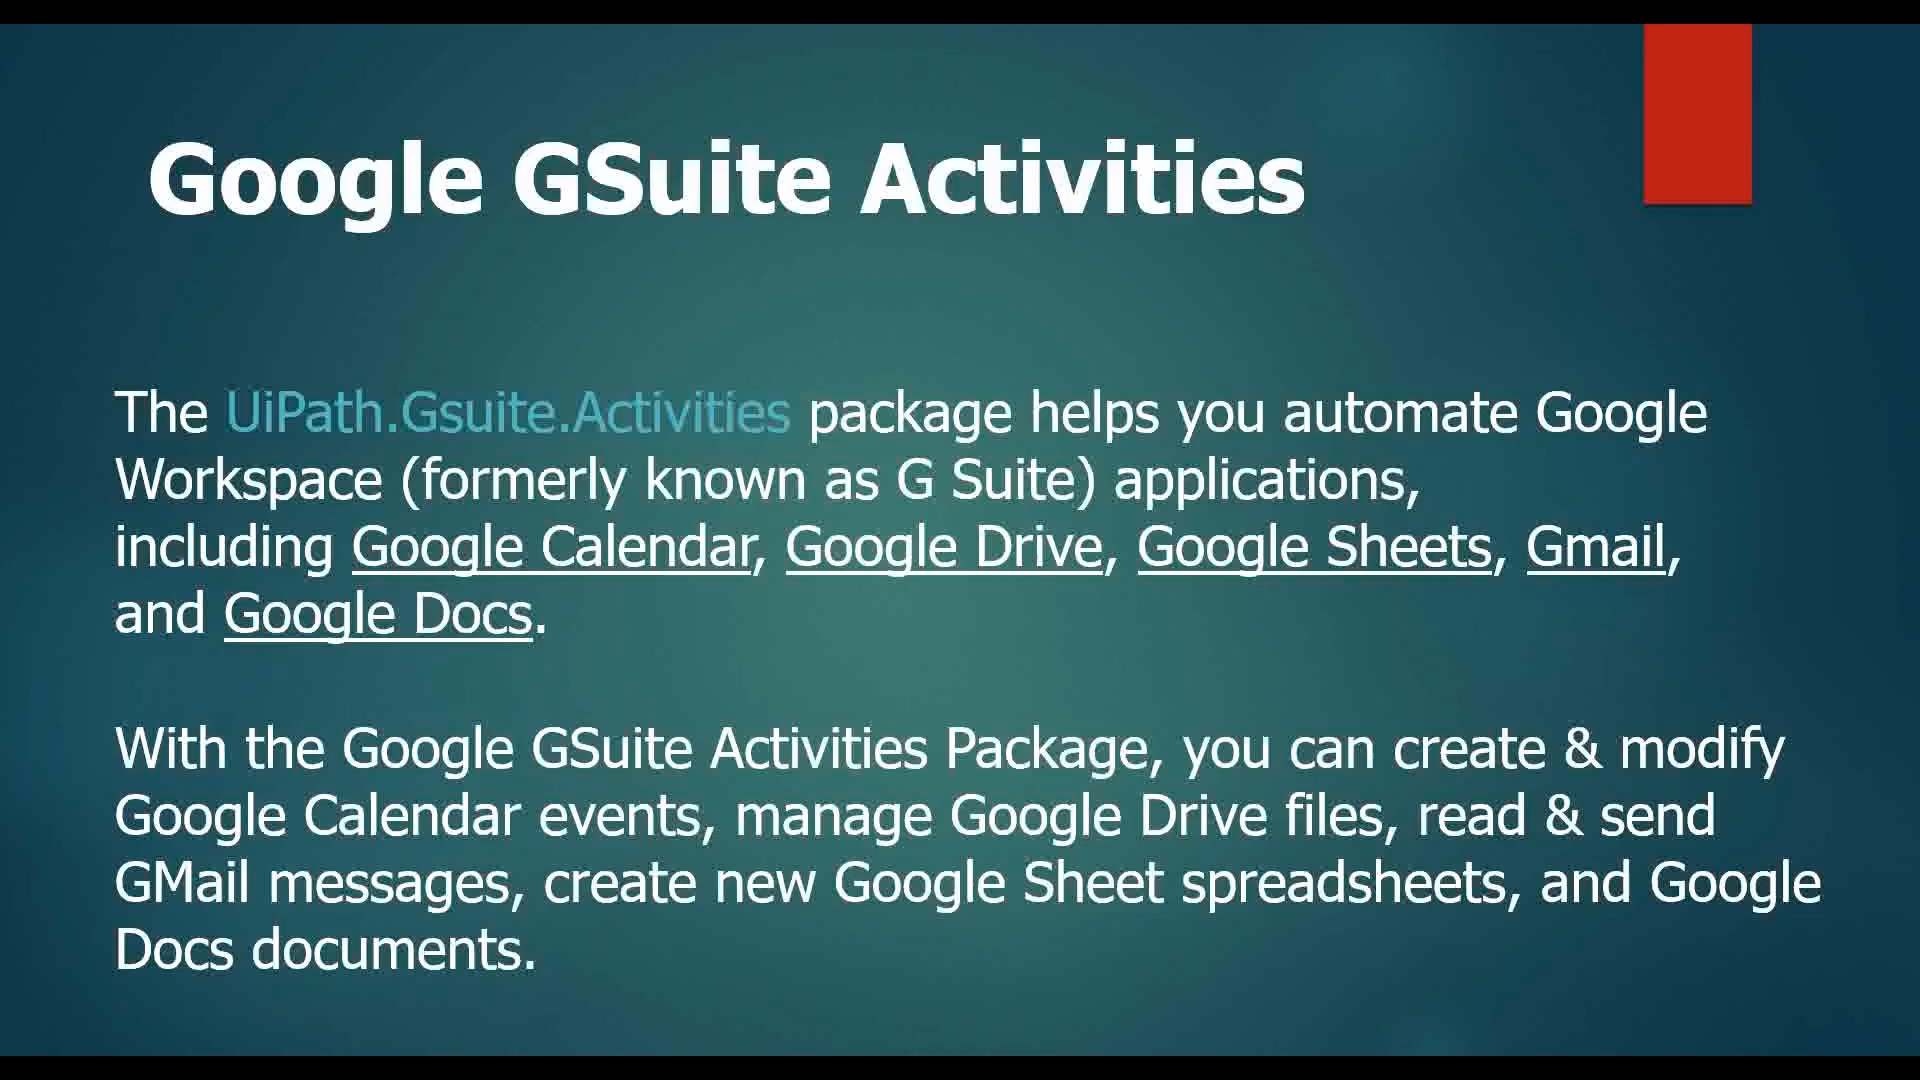 Google GSuite Activities
The UiPath.Gsuite.Activities package helps you automate Google
Workspace (formerly known as G Suite) applications,
including Google Calendar, Google Drive, Google Sheets, Gmail,
and Google Docs.
With the Google GSuite Activities Package, you can create & modify
Google Calendar events, manage Google Drive files, read & send
GMail messages, create new Google Sheet spreadsheets, and Google
Docs documents.